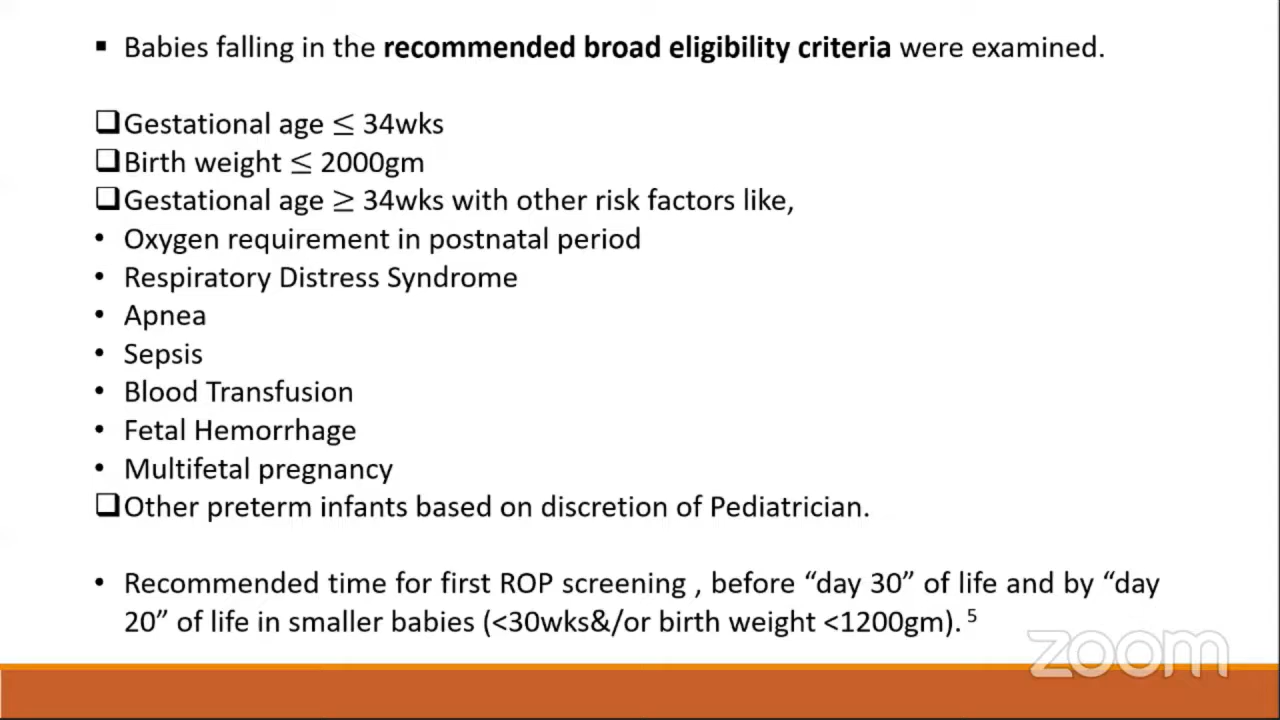 ▪ Babies falling in the recommended broad eligibility criteria were examined.
❑Gestational age ≤ 34wks
❑Birth weight ≤ 2000gm
❑Gestational age ≥ 34wks with other risk factors like,
• Oxygen requirement in postnatal period
• Respiratory Distress Syndrome
• Apnea
• Sepsis
• Blood Transfusion
• Fetal Hemorrhage
• Multifetal pregnancy
❑Other preterm infants based on discretion of Pediatrician.
• Recommended time for first ROP screening , before “day 30” of life and by “day
20” of life in smaller babies (<30wks&/or birth weight <1200gm). 5
zoom